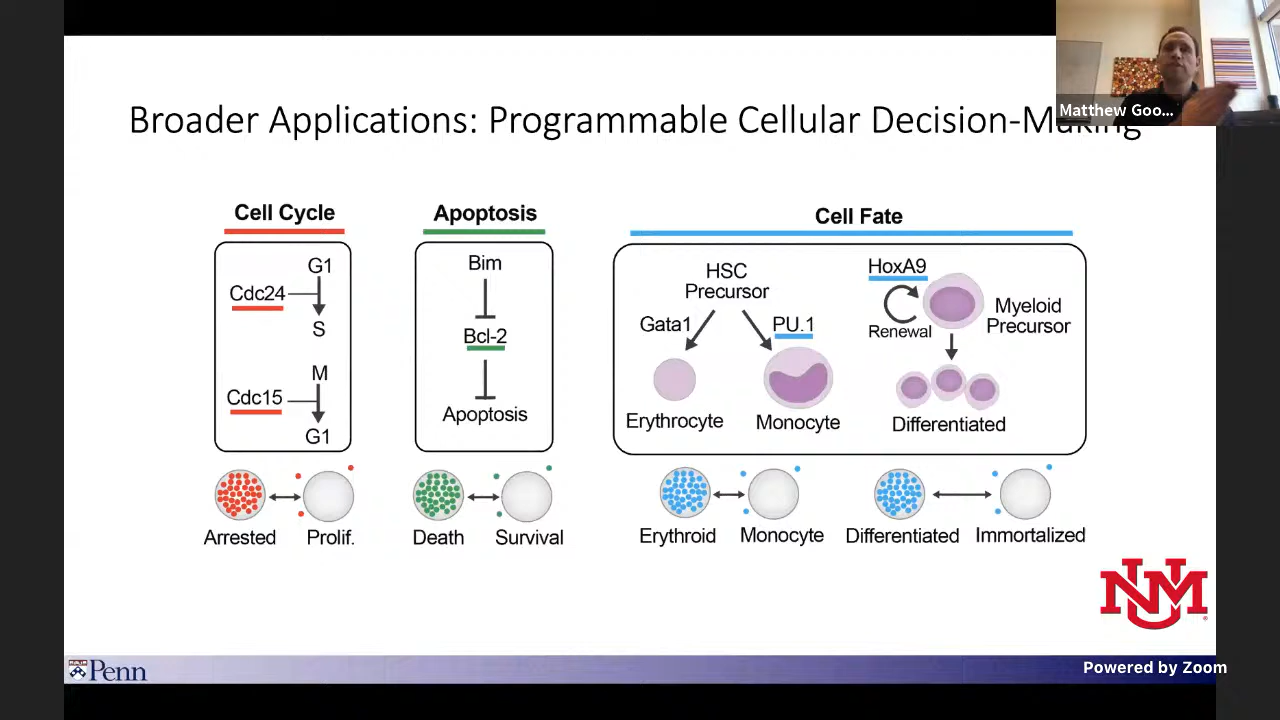 Matthew Goo...
Broader Applications: Programmable Cellular Decision-Making
Cell Cycle
G1
Cdc24
S
M
Cdc15
G1
Arrested
Prolif.
Apoptosis
Bim
Bcl-2
Apoptosis
Death
Survival
Cell Fate
HSC
Precursor
Gata1
PU.1
Erythrocyte
Monocyte
HoxA9
Renewal
Myeloid
Precursor
Differentiated
Erythroid
Monocyte
Differentiated
Immortalized
UNM
Penn
Powered by Zoom